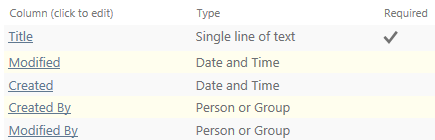 Column (click to edit) Type Required
Title Single line of text
Modified Date and Time
Created Date and Time
Created By Person or Group
Modified By Person or Group